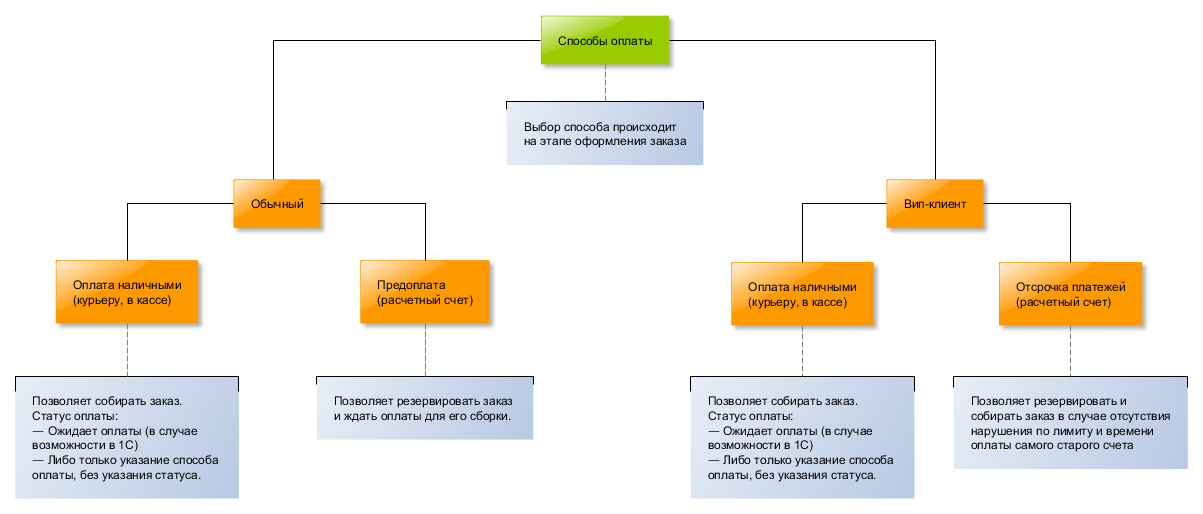 Способы оплаты
Выбор способа происходит
на этапе оформления заказа
Обычный
Вип-клиент
Оплата наличными
(курьеру, в кассе)
Предоплата
(расчетный счет)
Оплата наличными
(курьеру, в кассе)
Отсрочка платежей
(расчетный счет)
Позволяет собирать заказ.
Статус оплаты:
— Ожидает оплаты (в случае
возможности в 1С)
— Либо только указание способа
оплаты, без указания статуса.
Позволяет резервировать заказ
и ждать оплаты для его сборки.
Позволяет собирать заказ.
Статус оплаты:
— Ожидает оплаты (в случае
возможности в 1С)
— Либо только указание способа
оплаты, без указания статуса.
Позволяет резервировать и
собирать заказ в случае отсутствия
нарушения по лимиту и времени
оплаты самого старого счета